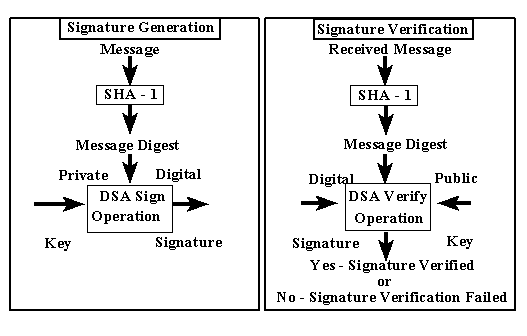 Signature Generation
Message
SHA - 1
Message Digest
Private Digital
DSA Sign
Operation
Key
Signature
Signature Verification
Received Message
SHA - 1
Message Digest
Digital
Public
DSA Verify
Operation
Signature
Key
Yes - Signature Verified
or
No - Signature Verification Failed